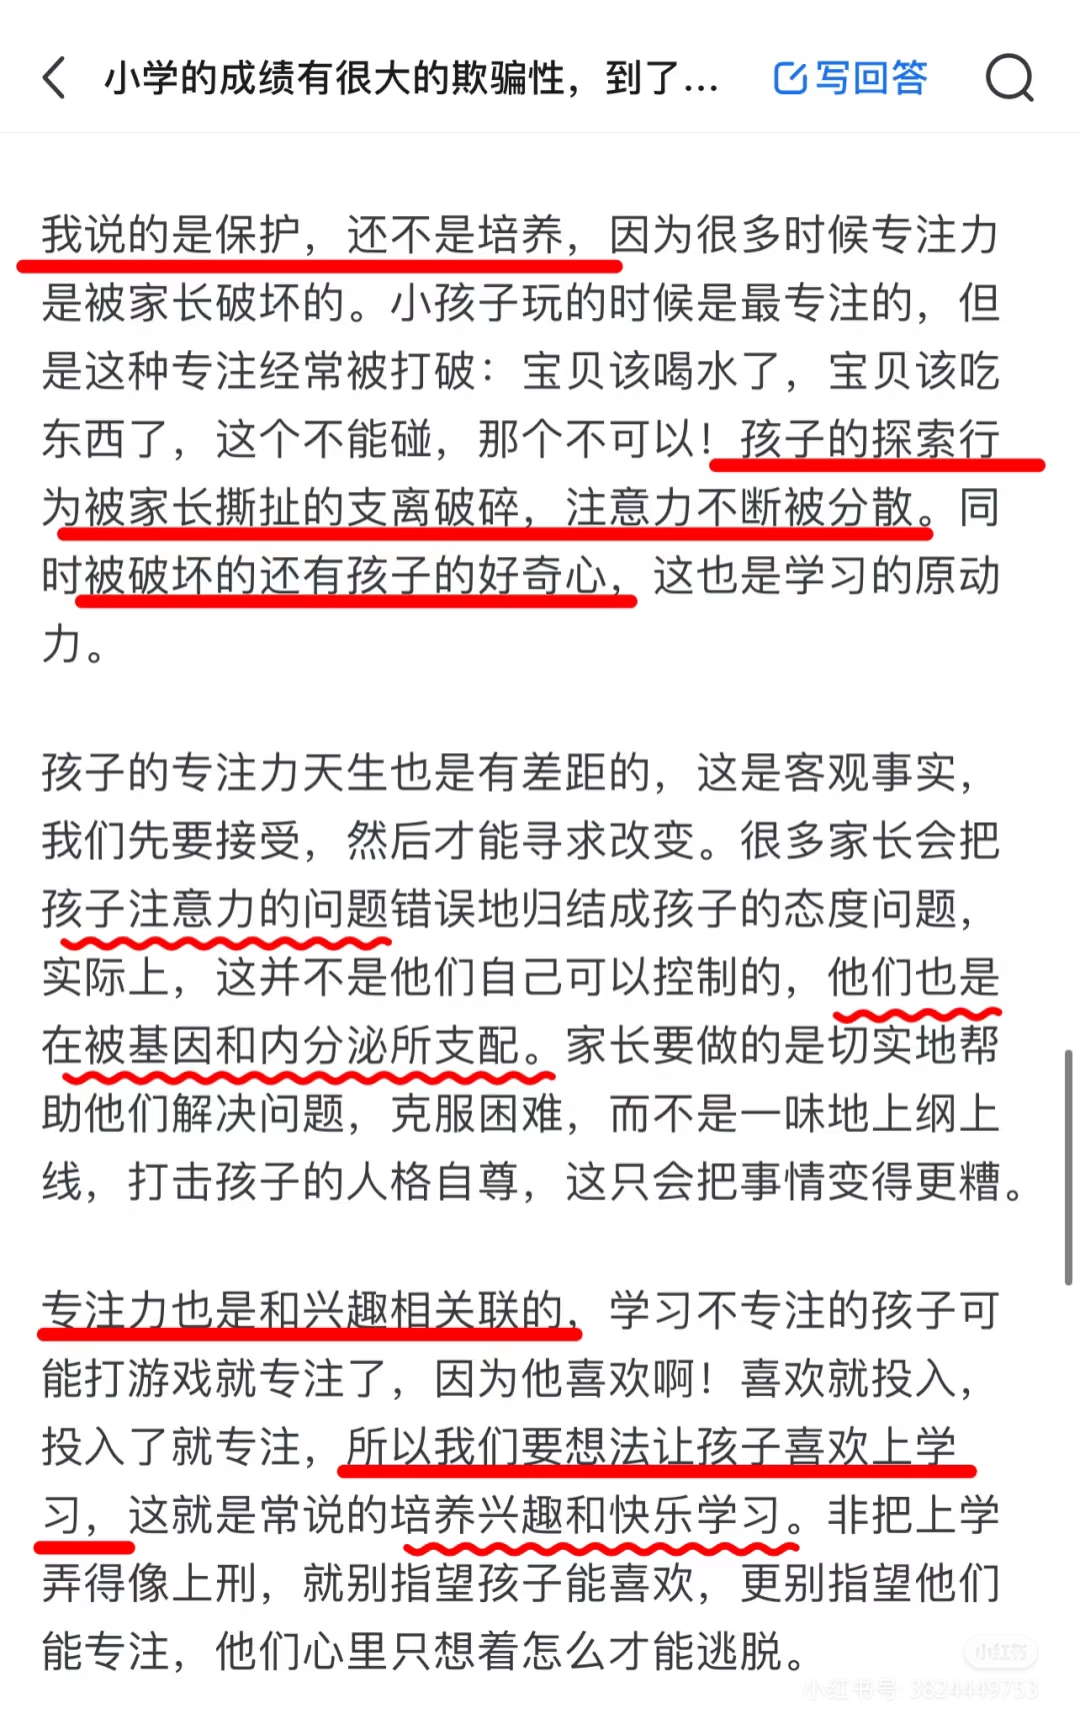 小学的成绩有很大的欺骗性，到了...
写回答
我说的是保护，还不是培养，因为很多时候专注力
是被家长破坏的。小孩子玩的时候是最专注的，但
是这种专注经常被打破：宝贝该喝水了，宝贝该吃
东西了，这个不能碰，那个不可以！孩子的探索行
为被家长撕扯的支离破碎，注意力不断被分散。同
时被破坏的还有孩子的好奇心，这也是学习的原动
力。
孩子的专注力天生也是有差距的，这是客观事实，
我们先要接受，然后才能寻求改变。很多家长会把
孩子注意力的问题错误地归结成孩子的态度问题，
实际上，这并不是他们自己可以控制的，他们也是
在被基因和内分泌所支配。家长要做的是切实地帮
助他们解决问题，克服困难，而不是一味地上纲上
线，打击孩子的人格自尊，这只会把事情变得更糟。
专注力也是和兴趣相关联的，学习不专注的孩子可
能打游戏就专注了，因为他喜欢啊！喜欢就投入，
投入了就专注，所以我们要想法让孩子喜欢上学
习，这就是常说的培养兴趣和快乐学习。非把上学
弄得像上刑，就别指望孩子能喜欢，更别指望他们
能专注，他们心里只想着怎么才能逃脱。
小红书
小红书号: 3824449753